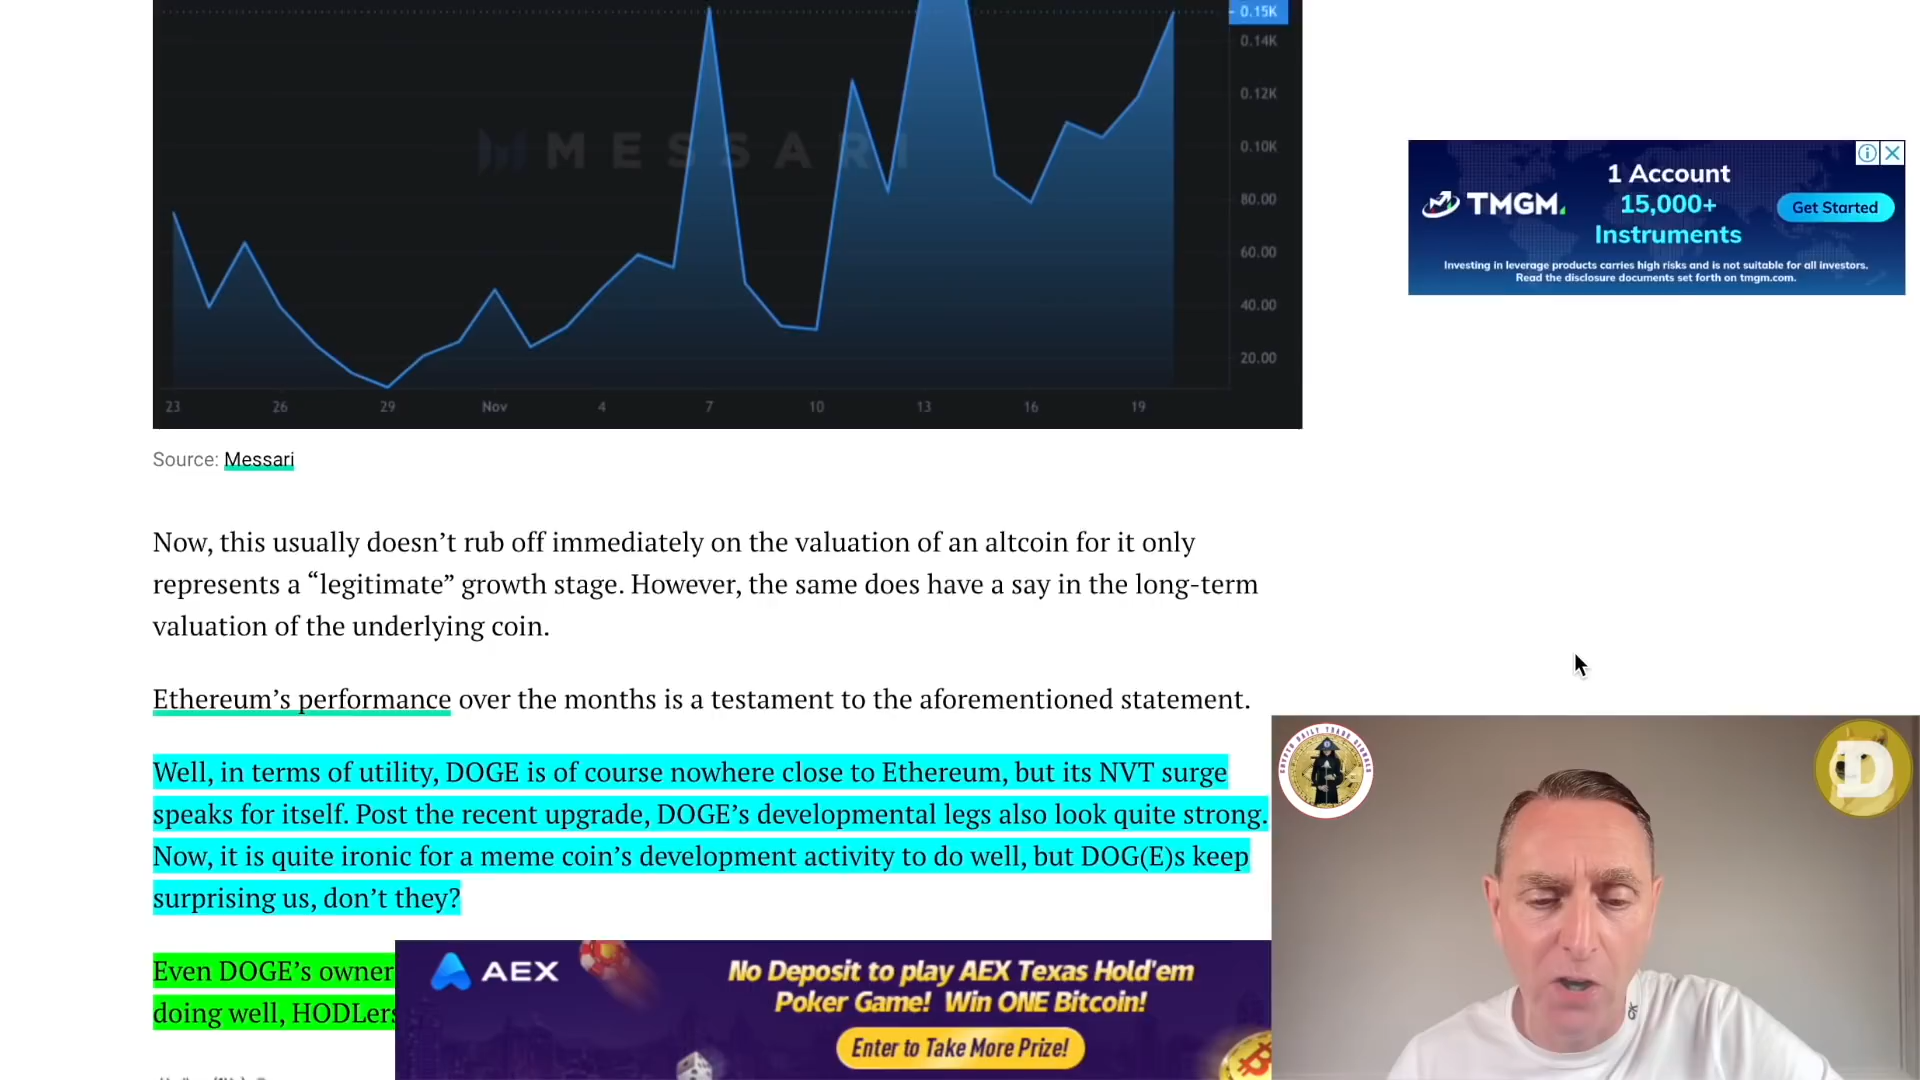 0.15K
0.14K
0.12K
0.10K
80.00
60.00
40.00
20.00
MESSARI
23 26 29 Nov 4 7 10 13 16 19
Source: Messari
TMGM.
1 Account
15,000+
Instruments
Get Started
Investing in leverage products carries high risks and is not suitable for all investors.
Read the disclosure documents set forth on tmgm.com.
Now, this usually doesn’t rub off immediately on the valuation of an altcoin for it only
represents a “legitimate” growth stage. However, the same does have a say in the long-term
valuation of the underlying coin.
Ethereum’s performance over the months is a testament to the aforementioned statement.
Well, in terms of utility, DOGE is of course nowhere close to Ethereum, but its NVT surge
speaks for itself. Post the recent upgrade, DOGE’s developmental legs also look quite strong.
Now, it is quite ironic for a meme coin’s development activity to do well, but DOG(E)s keep
surprising us, don’t they?
Even DOGE’s owner
doing well, HODLers
AEX
No Deposit to play AEX Texas Hold'em
Poker Game! Win ONE Bitcoin!
Enter to Take More Prize!
CRYPTO DAILY TRADE SIGNALS
D